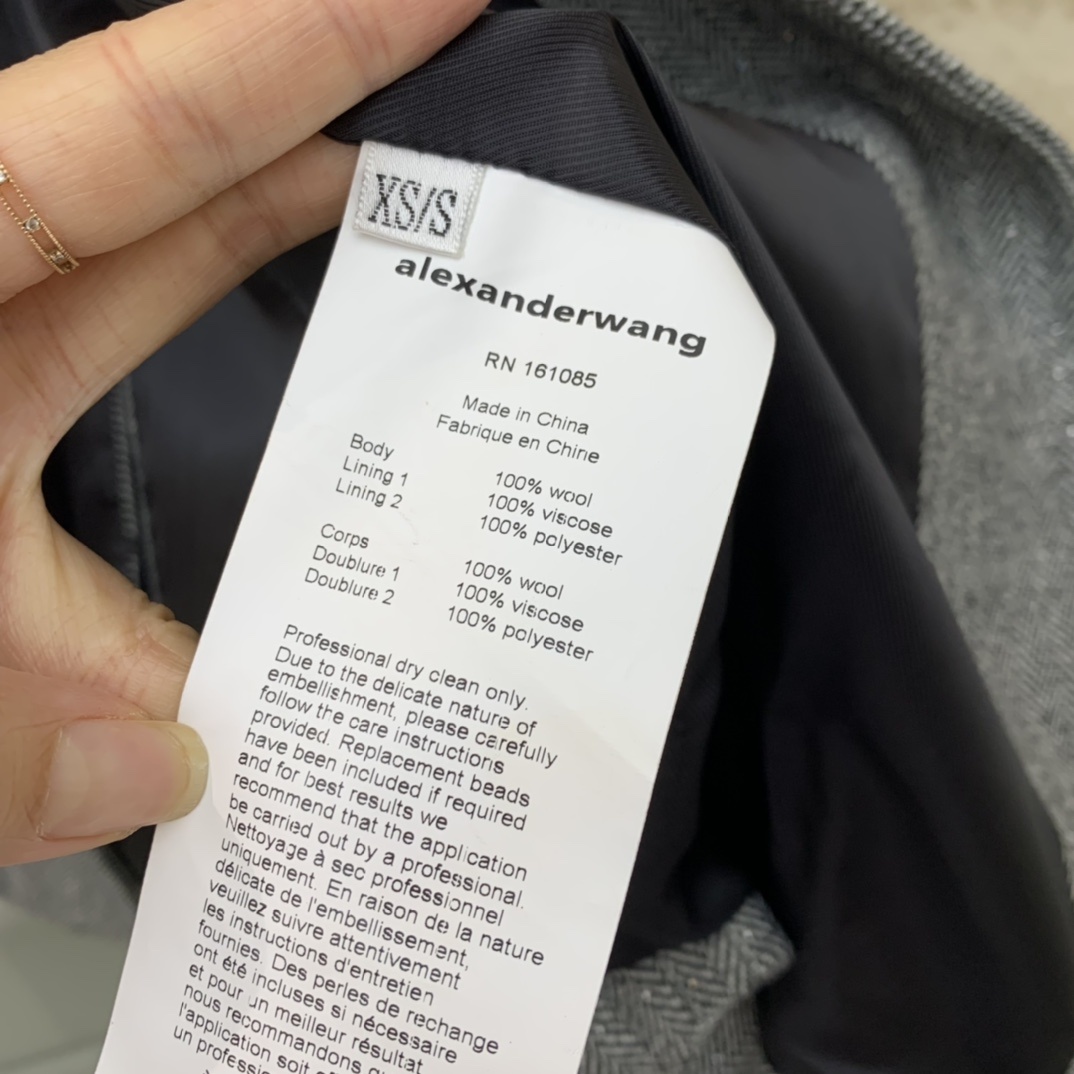 XS/S
alexanderwang
RN 161085
Made in China
Fabrique en Chine
Body 100% wool
Lining 1 100% viscose
Lining 2 100% polyester
Corps 100% wool
Doublure 1 100% viscose
Doublure 2 100% polyester
Professional dry clean only.
Due to the delicate nature of
embellishment, please carefully
follow the care instructions
provided. Replacement beads
have been included if required
and for best results we
recommend that the application
be carried out by a professional.
Nettoyage à sec professionnel
uniquement. En raison de la nature
délicate de l'embellissement,
veuillez suivre attentivement
les instructions d'entretien
fournies. Des perles de rechange
ont été incluses si nécessaire
et pour un meilleur résultat
nous recommandons
l'application soit
un